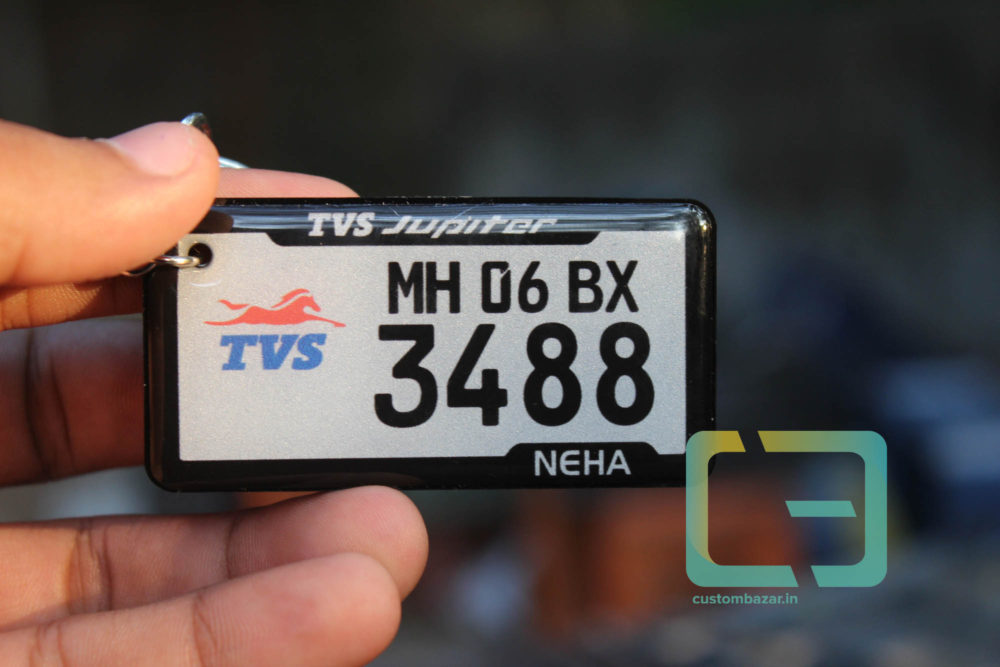 TVS Jupiter
MH 06 BX
TVS
3488
NEHA
custombazar.in